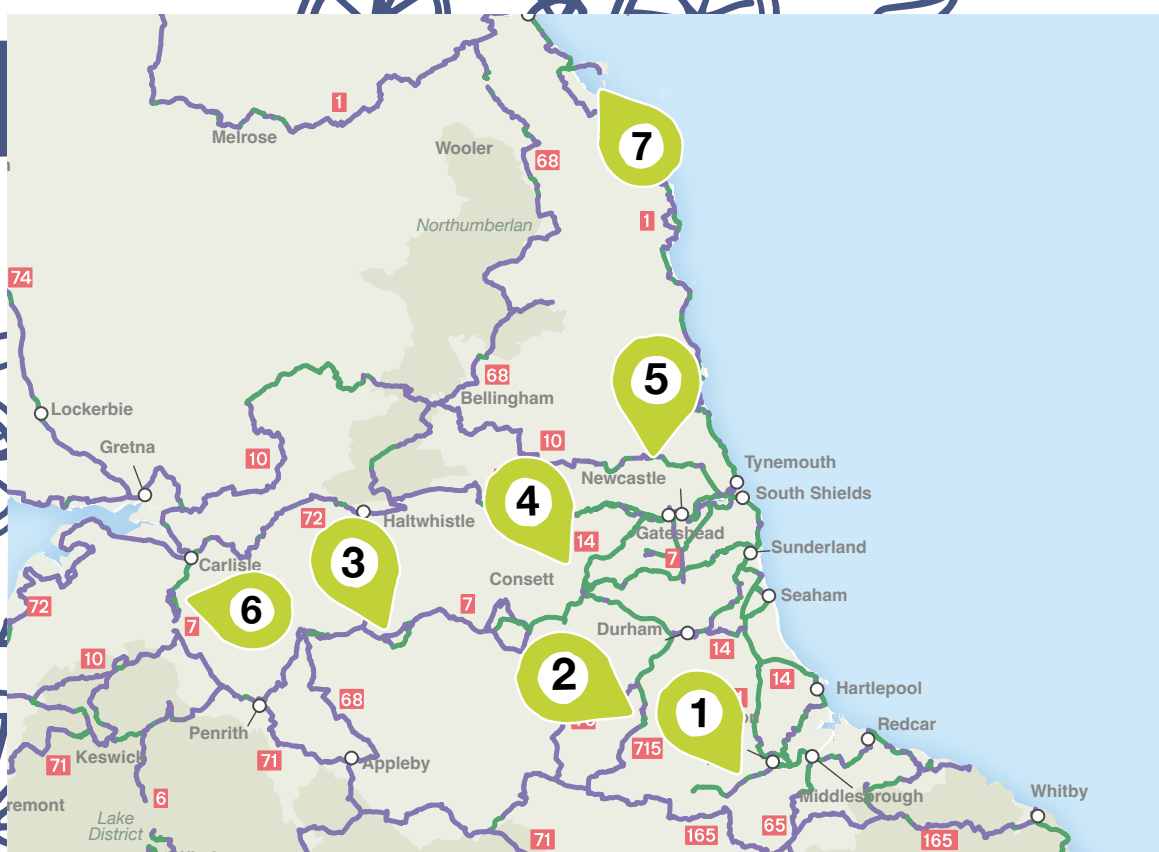 1
Melrose
Wooler
68
7
Northumberlan
1
74
5
68
Bellingham
Lockerbie
Gretna
10
10
Newcastle
Tynemouth
South Shields
4
72
Haltwhistle
Gateshead
14
7
Sunderland
3
Carlisle
Consett
Seaham
72
6
7
7
Durham
14
10
2
14
Hartlepool
68
1
Penrith
715
Redcar
71
Keswick
71
Appleby
Middlesbrough
Whitby
remont
6
Lake
District
71
165
65
165